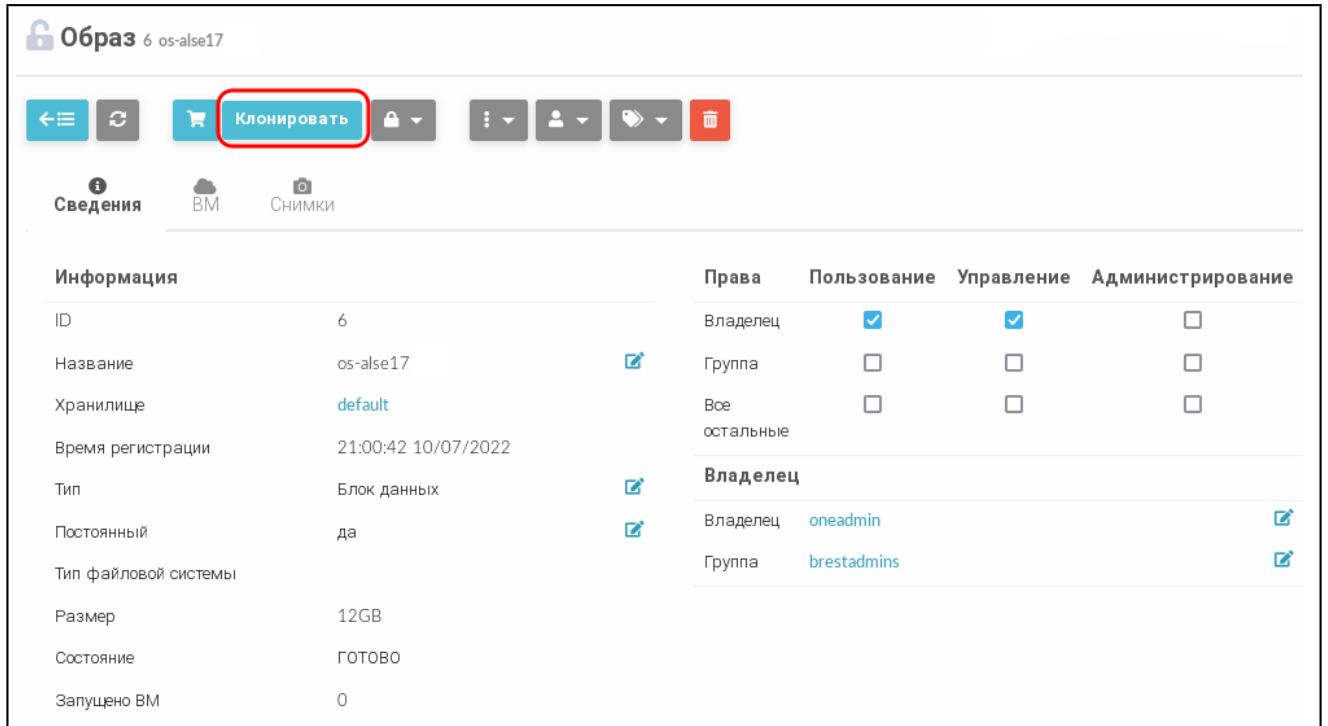 Образ 6 os-alse17
Клонировать
Сведения ВМ Снимки
Информация
ID 6
Название os-alse17
Хранилище default
Время регистрации 21:00:42 10/07/2022
Тип Блок данных
Постоянный да
Тип файловой системы
Размер 12GB
Состояние ГОТОВО
Запущено ВМ 0
Права Пользование Управление Администрирование
Владелец
Группа
Все
остальные
Владелец
Владелец oneadmin
Группа brestadmins